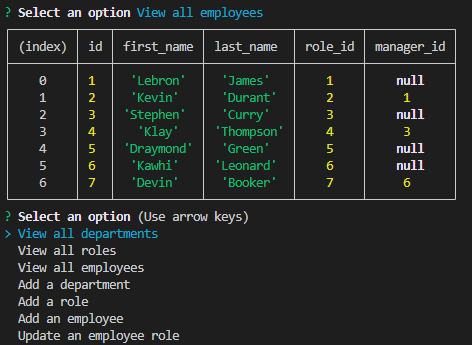 ? Select an option View all employees
(index) id first_name last_name role_id manager_id
0 1 'Lebron' 'James' 1 null
1 2 'Kevin' 'Durant' 2 1
2 3 'Stephen' 'Curry' 3 null
3 4 'Klay' 'Thompson' 4 3
4 5 'Draymond' 'Green' 5 null
5 6 'Kawhi' 'Leonard' 6 null
6 7 'Devin' 'Booker' 7 6
? Select an option (Use arrow keys)
> View all departments
View all roles
View all employees
Add a department
Add a role
Add an employee
Update an employee role